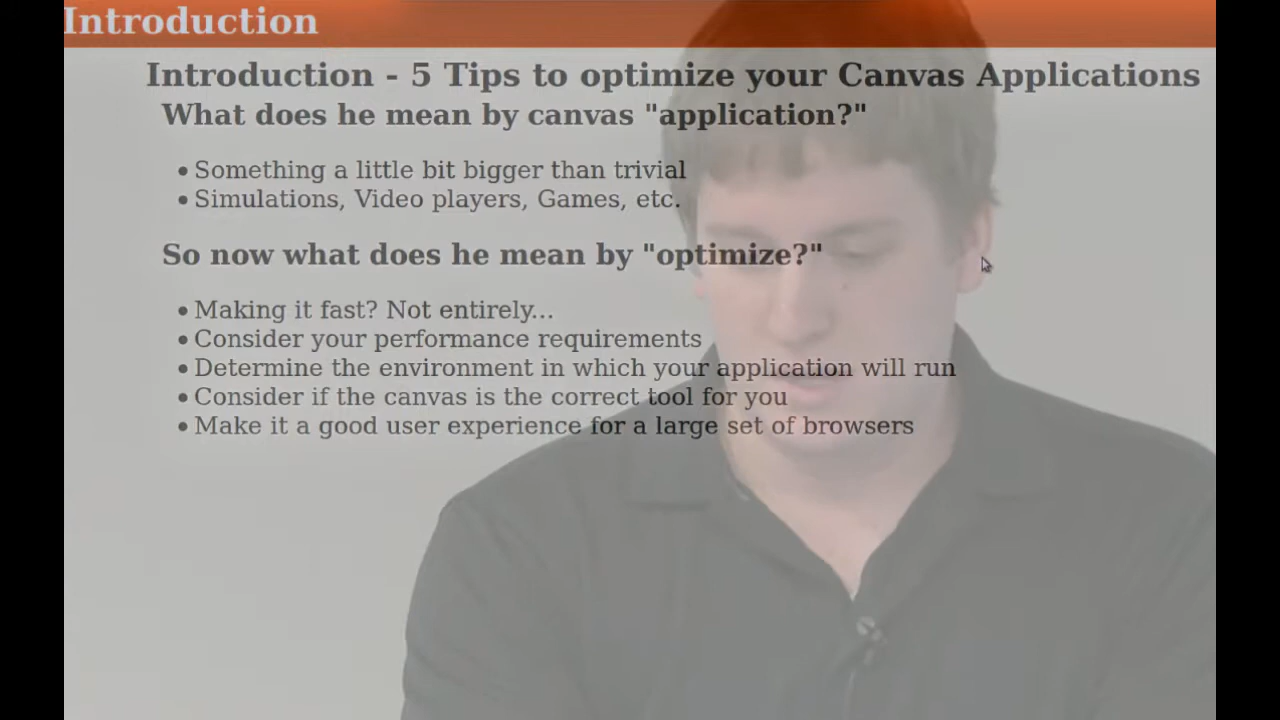 Introduction
Introduction - 5 Tips to optimize your Canvas Applications
What does he mean by canvas "application?"
• Something a little bit bigger than trivial
• Simulations, Video players, Games, etc.
So now what does he mean by "optimize?"
• Making it fast? Not entirely...
• Consider your performance requirements
• Determine the environment in which your application will run
• Consider if the canvas is the correct tool for you
• Make it a good user experience for a large set of browsers